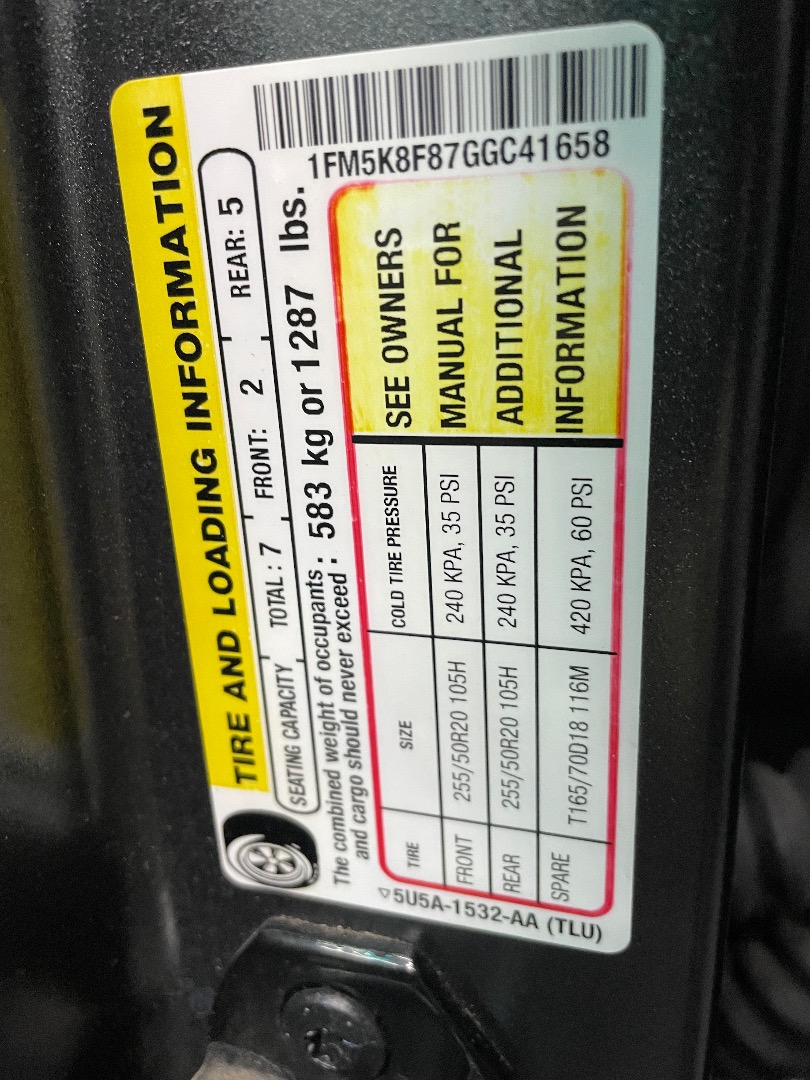 TIRE AND LOADING INFORMATION
SEATING CAPACITY TOTAL : 7 FRONT: 2 REAR: 5
The combined weight of occupants : 583 kg or 1287 lbs.
and cargo should never exceed :
TIRE SIZE COLD TIRE PRESSURE
FRONT 255/50R20 105H 240 KPA, 35 PSI
REAR 255/50R20 105H 240 KPA, 35 PSI
SPARE T165/70D18 116M 420 KPA, 60 PSI
SEE OWNERS
MANUAL FOR
ADDITIONAL
INFORMATION
1FM5K8F87GGC41658
▽5U5A-1532-AA (TLU)